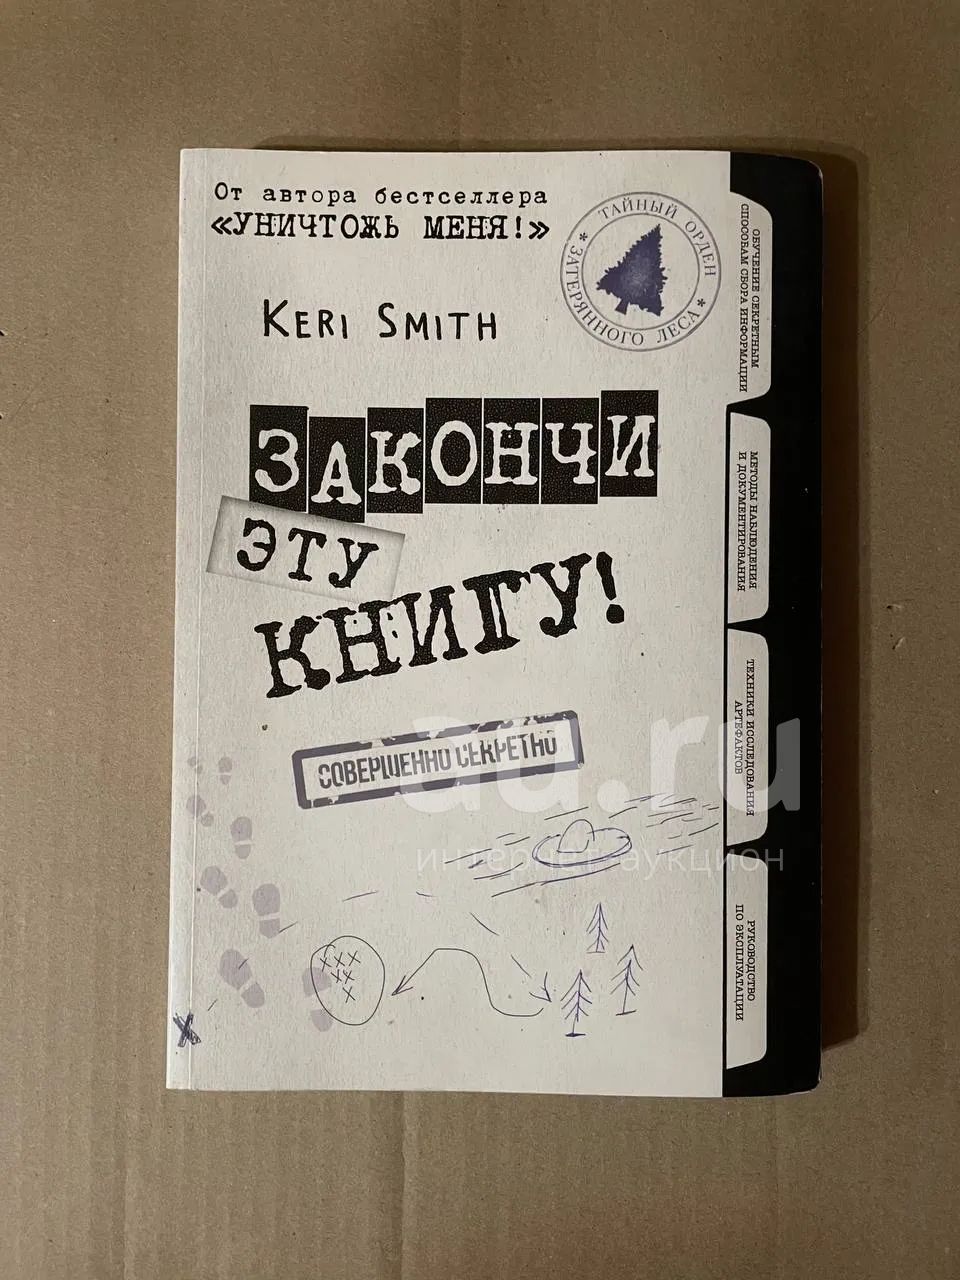 От автора бестселлера
«УНИЧТОЖЬ МЕНЯ!»
ТАЙНЫЙ ОРДЕН
* ЗАТЕРЯННОГО ЛЕСА *
KERI SMITH
ЗАКОНЧИ
ЭТУ
КНИГУ!
СОВЕРШЕННО СЕКРЕТНО
au.ru
интернет-аукцион
ОБУЧЕНИЕ СЕКРЕТНЫМ
СПОСОБАМ СБОРА ИНФОРМАЦИИ
МЕТОДЫ НАБЛЮДЕНИЯ
И ДОКУМЕНТИРОВАНИЯ
ТЕХНИКИ ИССЛЕДОВАНИЯ
АРТЕФАКТОВ
РУКОВОДСТВО
ПО ЭКСПЛУАТАЦИИ